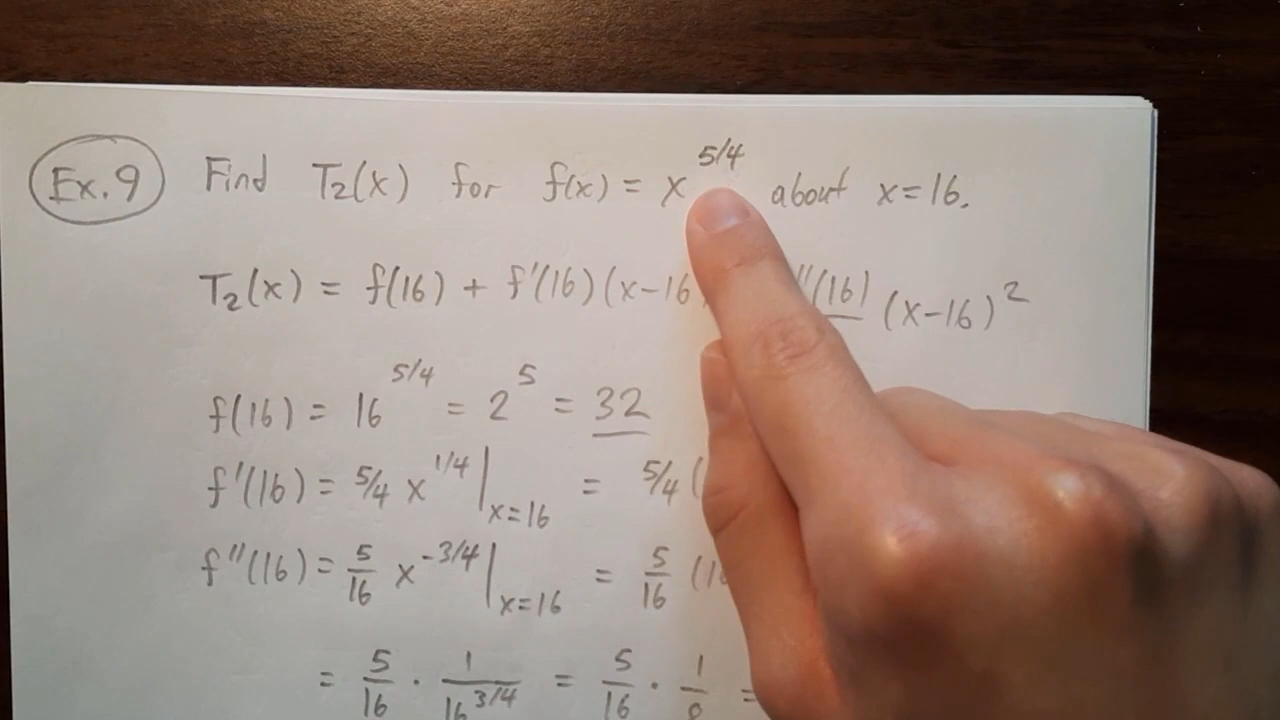 Ex. 9 Find T₂(x) for f(x) = x^5/4 about x=16.
T₂(x) = f(16) + f'(16)(x-16 "(16) (x-16)²
f(16) = 16^5/4 = 2^5 = 32
f'(16) = 5/4 x^1/4 |x=16 = 5/4 (
f"(16) = 5/16 x^-3/4 |x=16 = 5/16 (16
= 5/16 · 1/16^3/4 = 5/16 · 1/8 =